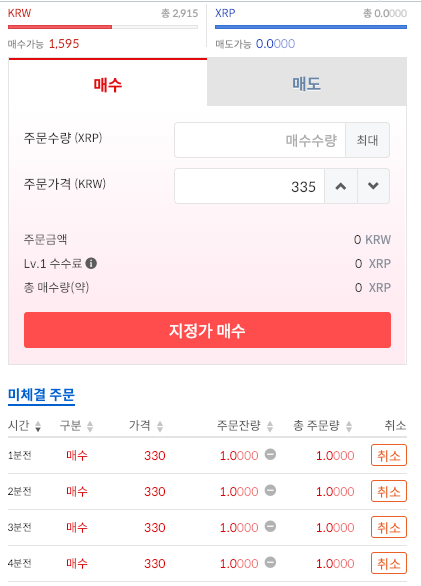 KRW 총 2,915 XRP 총 0.0000
매수가능 1,595 매도가능 0.0000
매수 매도
주문수량 (XRP) 매수수량 최대
주문가격 (KRW) 335
주문금액 0 KRW
Lv.1 수수료 0 XRP
총 매수량(약) 0 XRP
지정가 매수
미체결 주문
시간 구분 가격 주문잔량 총 주문량 취소
1분전 매수 330 1.0000 1.0000 취소
2분전 매수 330 1.0000 1.0000 취소
3분전 매수 330 1.0000 1.0000 취소
4분전 매수 330 1.0000 1.0000 취소